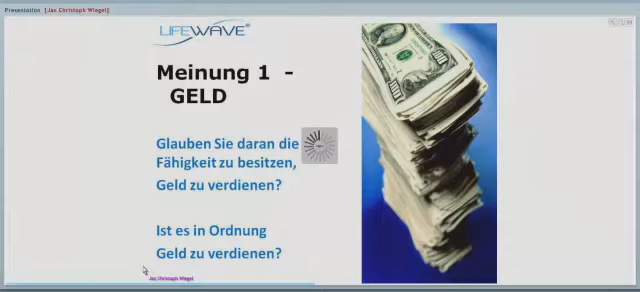 Presentation [Jan Christoph Wiegel]
LIFEWAVE®
Meinung 1 -
GELD
Glauben Sie daran die
Fähigkeit zu besitzen,
Geld zu verdienen?
Ist es in Ordnung
Geld zu verdienen?
Jan Christoph Wiegel
100